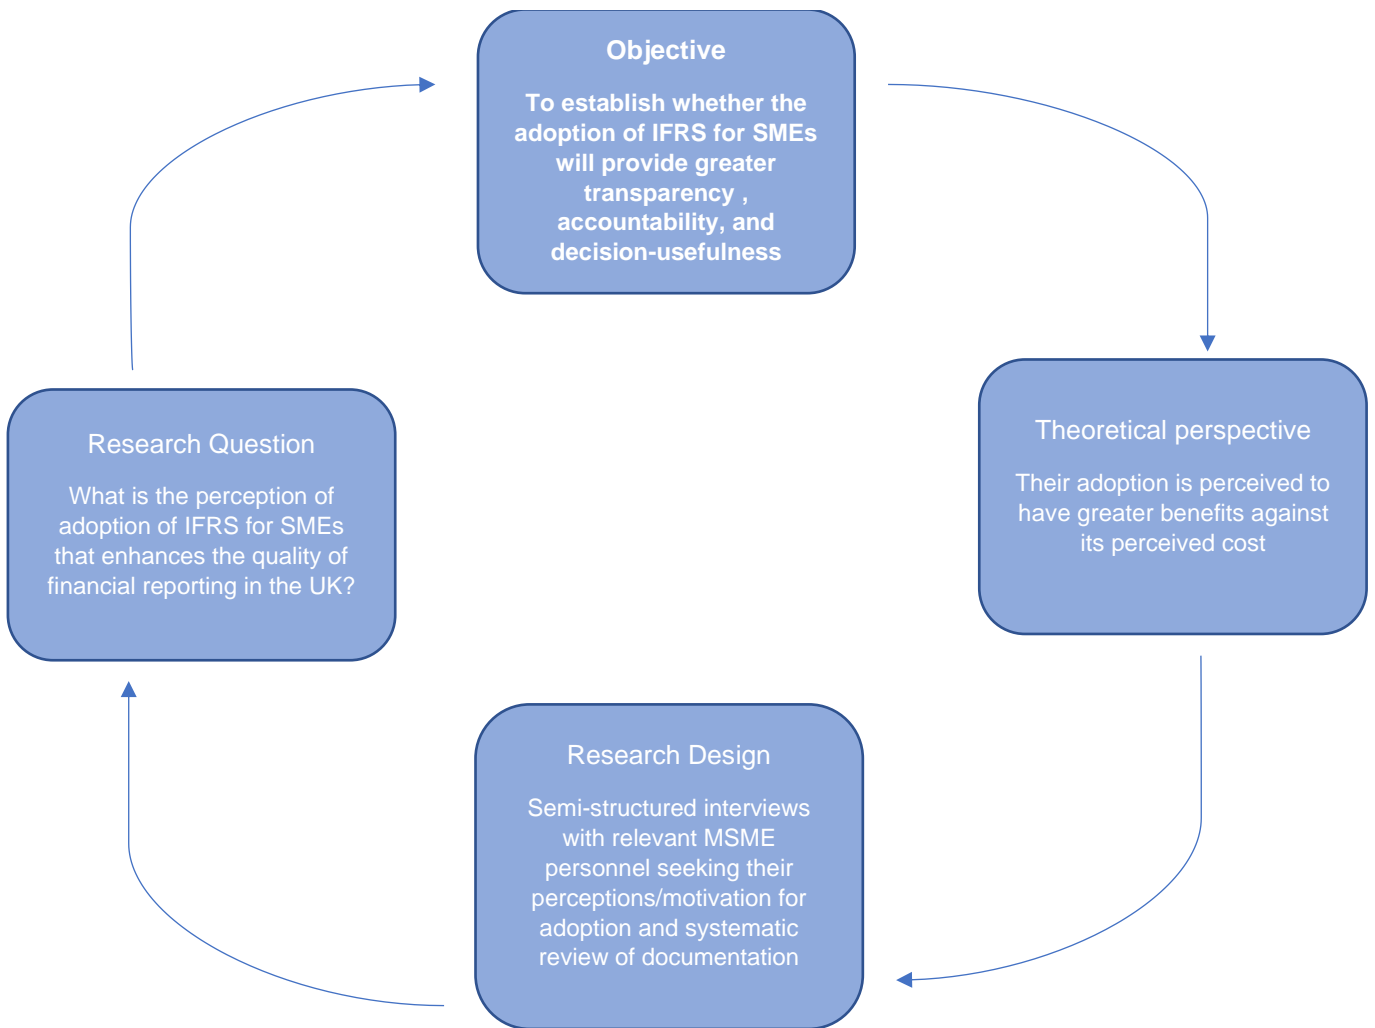 Objective
To establish whether the
adoption of IFRS for SMEs
will provide greater
transparency ,
accountability, and
decision-usefulness
Theoretical perspective
Their adoption is perceived to
have greater benefits against
its perceived cost
Research Design
Semi-structured interviews
with relevant MSME
personnel seeking their
perceptions/motivation for
adoption and systematic
review of documentation
Research Question
What is the perception of
adoption of IFRS for SMEs
that enhances the quality of
financial reporting in the UK?